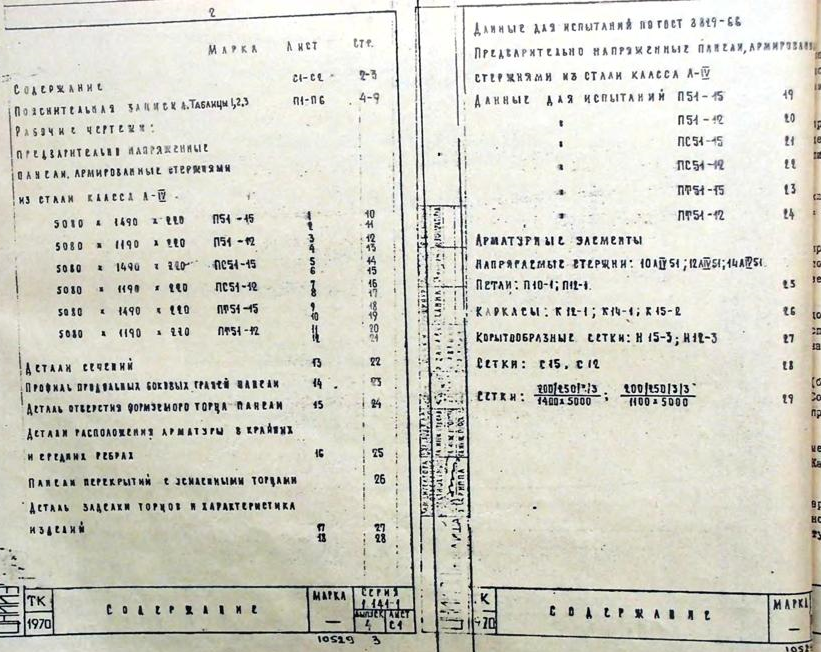 2
МАРКА ЛИСТ СТР.
СОДЕРЖАНИЕ С1-С2 2-3
ПОЯСНИТЕЛЬНАЯ ЗАПИСКА. ТАБЛИЦЫ 1,2,3 П1-П6 4-9
РАБОЧИЕ ЧЕРТЕЖИ:
ПРЕДВАРИТЕЛЬНО НАПРЯЖЕННЫЕ
ПАНЕЛИ, АРМИРОВАННЫЕ СТЕРЖНЯМИ
ИЗ СТАЛИ КЛАССА А-IV
5080 х 1490 х 220 П51-15 1 10
2 11
5080 х 1190 х 220 П51-12 3 12
4 13
5080 х 1490 х 220 ПС51-15 5 14
6 15
5080 х 1190 х 220 ПС51-12 7 16
8 17
5080 х 1490 х 220 ПТ51-15 9 18
10 19
5080 х 1190 х 220 ПТ51-12 11 20
12 21
ДЕТАЛИ СЕЧЕНИЙ 13 22
ПРОФИЛЬ ПРОДОЛЬНЫХ БОКОВЫХ ГРАНЕЙ ПАНЕЛИ 14 23
ДЕТАЛЬ ОТВЕРСТИЯ ФОРМУЕМОГО ТОРЦА ПАНЕЛИ 15 24
ДЕТАЛИ РАСПОЛОЖЕНИЯ АРМАТУРЫ В КРАЙНИХ
И СРЕДНИХ РЕБРАХ 16 25
ПАНЕЛИ ПЕРЕКРЫТИЙ С УСИЛЕННЫМИ ТОРЦАМИ 26
ДЕТАЛЬ ЗАДЕЛКИ ТОРЦОВ И ХАРАКТЕРИСТИКА
ИЗДЕЛИЙ 17 27
18 28
ТК
1970
СОДЕРЖАНИЕ
МАРКА
—
СЕРИЯ
1.141-1
ВЫПУСК ЛИСТ
4 С1
10529 3
ДАННЫЕ ДЛЯ ИСПЫТАНИЙ ПО ГОСТ 8829-66
ПРЕДВАРИТЕЛЬНО НАПРЯЖЕННЫЕ ПАНЕЛИ,
СТЕРЖНЯМИ ИЗ СТАЛИ КЛАССА А-IV
ДАННЫЕ ДЛЯ ИСПЫТАНИЙ П51-15 19
" П51-12 20
" ПС51-15 21
" ПС51-12 22
" ПТ51-15 23
" ПТ51-12 24
АРМАТУРНЫЕ ЭЛЕМЕНТЫ
НАПРЯГАЕМЫЕ СТЕРЖНИ: 10АIV51; 12АIV51; 14АIV51.
ПЕТЛИ: П10-1; П12-1. 25
КАРКАСЫ: К12-1; К14-1; К15-2 26
КОРЫТООБРАЗНЫЕ СЕТКИ: Н15-3; Н12-3 27
СЕТКИ: С15, С12 28
СЕТКИ: 200/250/3/3 / 1400х5000 ; 200/250/3/3 / 1100х5000 29
К
970
СОДЕРЖАНИЕ
МАРКА
—